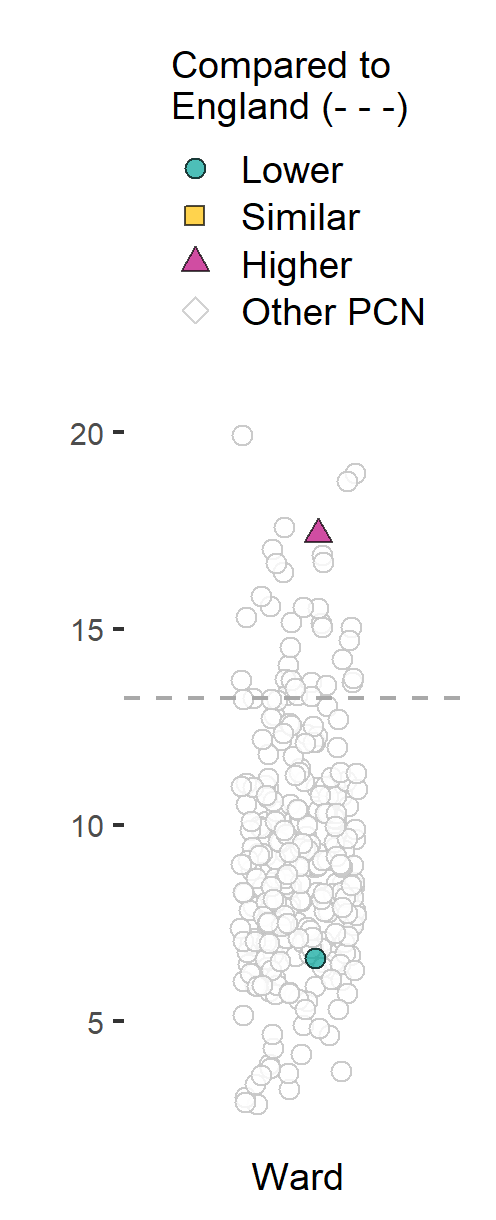 Compared to
England (- - -)
Lower
Similar
Higher
Other PCN
20
15
10
5
Ward